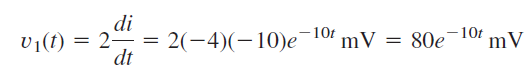 v₁(t) = 2 di/dt = 2(−4)(−10)e⁻¹⁰ᵗ mV = 80e⁻¹⁰ᵗ mV